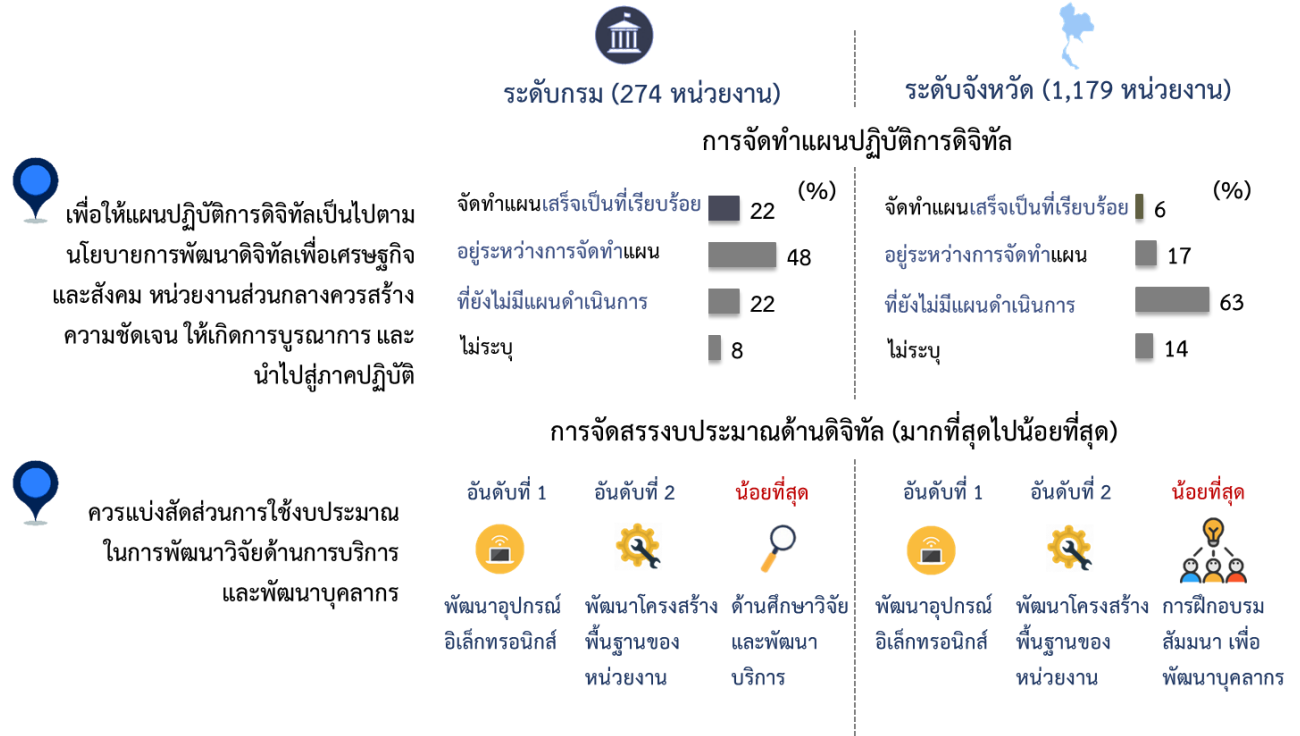 ระดับกรม (274 หน่วยงาน)
ระดับจังหวัด (1,179 หน่วยงาน)
การจัดทำแผนปฏิบัติการดิจิทัล
เพื่อให้แผนปฏิบัติการดิจิทัลเป็นไปตาม
นโยบายการพัฒนาดิจิทัลเพื่อเศรษฐกิจ
และสังคม หน่วยงานส่วนกลางควรสร้าง
ความชัดเจน ให้เกิดการบูรณาการ และ
นำไปสู่ภาคปฏิบัติ
(%)
จัดทำแผนเสร็จเป็นที่เรียบร้อย 22
อยู่ระหว่างการจัดทำแผน 48
ที่ยังไม่มีแผนดำเนินการ 22
ไม่ระบุ 8
(%)
จัดทำแผนเสร็จเป็นที่เรียบร้อย 6
อยู่ระหว่างการจัดทำแผน 17
ที่ยังไม่มีแผนดำเนินการ 63
ไม่ระบุ 14
การจัดสรรงบประมาณด้านดิจิทัล (มากที่สุดไปน้อยที่สุด)
ควรแบ่งสัดส่วนการใช้งบประมาณ
ในการพัฒนาวิจัยด้านการบริการ
และพัฒนาบุคลากร
อันดับที่ 1
พัฒนาอุปกรณ์
อิเล็กทรอนิกส์
อันดับที่ 2
พัฒนาโครงสร้าง
พื้นฐานของ
หน่วยงาน
น้อยที่สุด
ด้านศึกษาวิจัย
และพัฒนา
บริการ
อันดับที่ 1
พัฒนาอุปกรณ์
อิเล็กทรอนิกส์
อันดับที่ 2
พัฒนาโครงสร้าง
พื้นฐานของ
หน่วยงาน
น้อยที่สุด
การฝึกอบรม
สัมมนา เพื่อ
พัฒนาบุคลากร